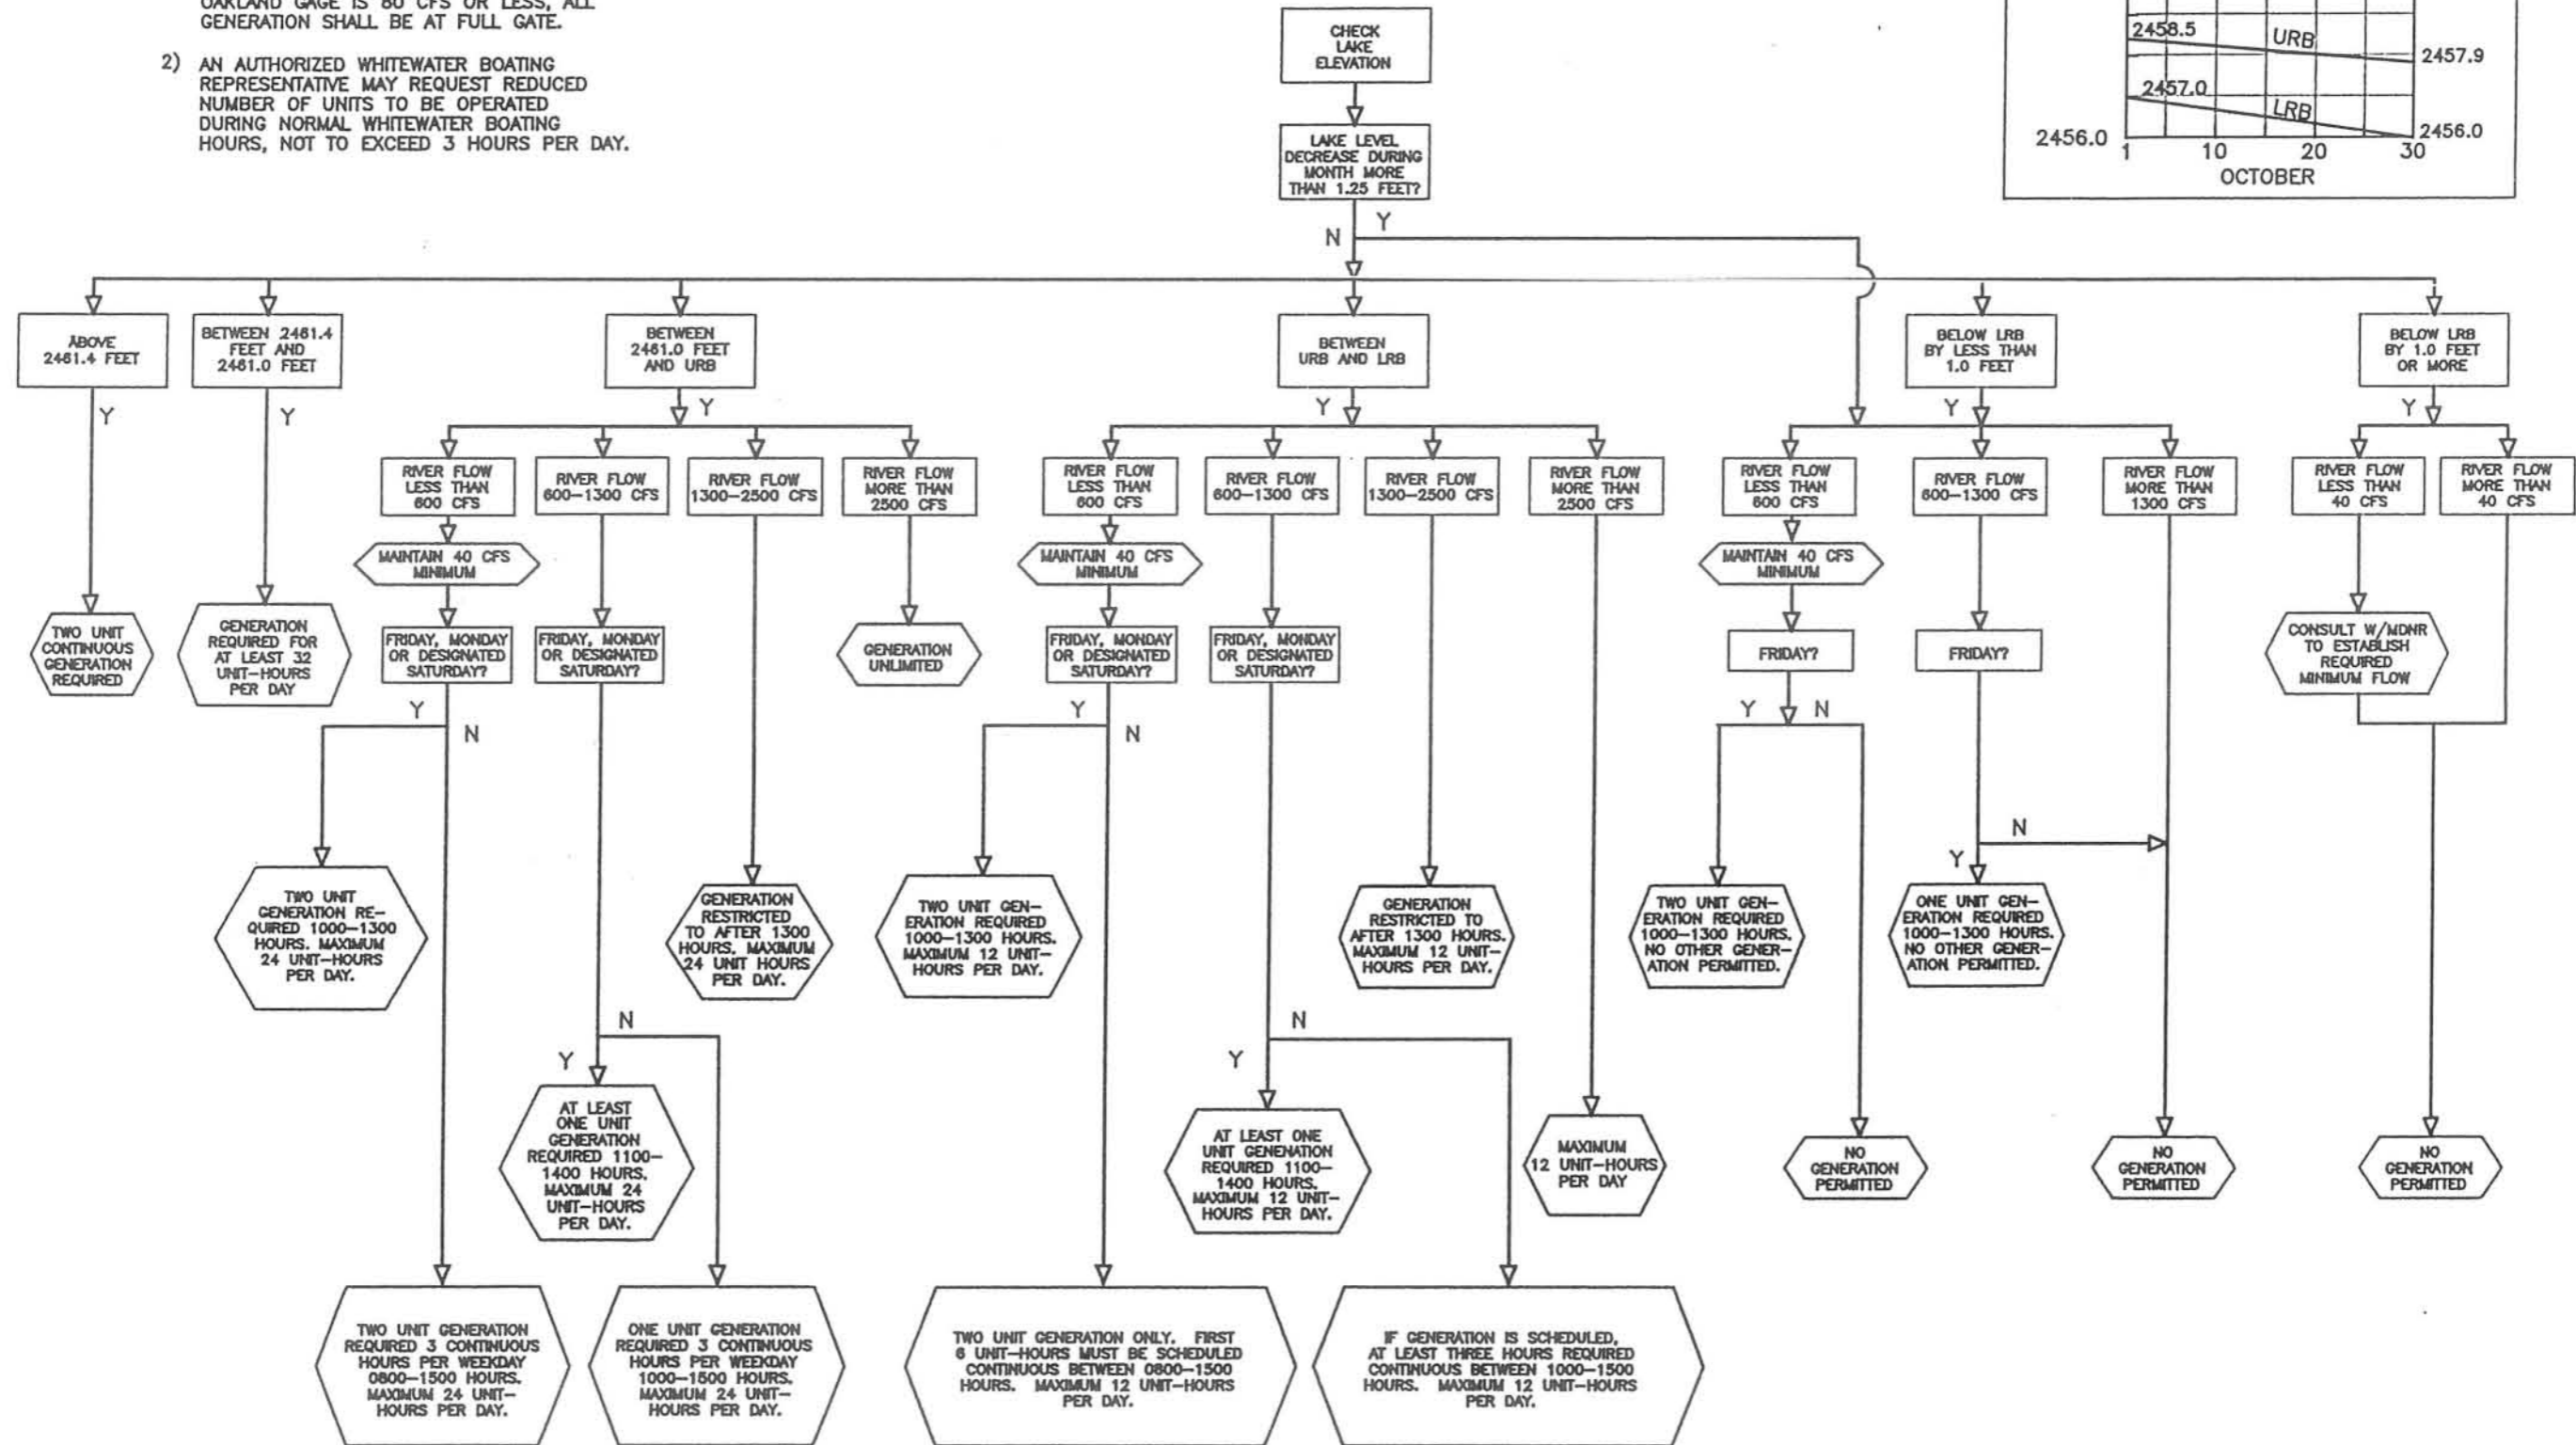 OAKLAND GAGE IS 80 CFS OR LESS, ALL
GENERATION SHALL BE AT FULL GATE.
2) AN AUTHORIZED WHITEWATER BOATING
REPRESENTATIVE MAY REQUEST REDUCED
NUMBER OF UNITS TO BE OPERATED
DURING NORMAL WHITEWATER BOATING
HOURS, NOT TO EXCEED 3 HOURS PER DAY.
CHECK
LAKE
ELEVATION
LAKE LEVEL
DECREASE DURING
MONTH MORE
THAN 1.25 FEET?
Y
N
2458.5
URB
2457.9
2457.0
LRB
2456.0
2456.0
1 10 20 30
OCTOBER
ABOVE
2461.4 FEET
BETWEEN 2461.4
FEET AND
2461.0 FEET
BETWEEN
2461.0 FEET
AND URB
BETWEEN
URB AND LRB
BELOW LRB
BY LESS THAN
1.0 FEET
BELOW LRB
BY 1.0 FEET
OR MORE
Y
Y
Y
Y
Y
Y
RIVER FLOW
LESS THAN
600 CFS
RIVER FLOW
600-1300 CFS
RIVER FLOW
1300-2500 CFS
RIVER FLOW
MORE THAN
2500 CFS
RIVER FLOW
LESS THAN
600 CFS
RIVER FLOW
600-1300 CFS
RIVER FLOW
1300-2500 CFS
RIVER FLOW
MORE THAN
2500 CFS
RIVER FLOW
LESS THAN
600 CFS
RIVER FLOW
600-1300 CFS
RIVER FLOW
MORE THAN
1300 CFS
RIVER FLOW
LESS THAN
40 CFS
RIVER FLOW
MORE THAN
40 CFS
MAINTAIN 40 CFS
MINIMUM
MAINTAIN 40 CFS
MINIMUM
MAINTAIN 40 CFS
MINIMUM
TWO UNIT
CONTINUOUS
GENERATION
REQUIRED
GENERATION
REQUIRED FOR
AT LEAST 32
UNIT-HOURS
PER DAY
FRIDAY, MONDAY
OR DESIGNATED
SATURDAY?
FRIDAY, MONDAY
OR DESIGNATED
SATURDAY?
GENERATION
UNLIMITED
FRIDAY, MONDAY
OR DESIGNATED
SATURDAY?
FRIDAY, MONDAY
OR DESIGNATED
SATURDAY?
FRIDAY?
FRIDAY?
CONSULT W/MDNR
TO ESTABLISH
REQUIRED
MINIMUM FLOW
Y
N
Y
N
Y N
N
Y
TWO UNIT
GENERATION RE-
QUIRED 1000-1300
HOURS. MAXIMUM
24 UNIT-HOURS
PER DAY.
GENERATION
RESTRICTED
TO AFTER 1300
HOURS, MAXIMUM
24 UNIT HOURS
PER DAY.
TWO UNIT GEN-
ERATION REQUIRED
1000-1300 HOURS.
MAXIMUM 12 UNIT-
HOURS PER DAY.
GENERATION
RESTRICTED TO
AFTER 1300 HOURS.
MAXIMUM 12 UNIT-
HOURS PER DAY.
TWO UNIT GEN-
ERATION REQUIRED
1000-1300 HOURS.
NO OTHER GENER-
ATION PERMITTED.
ONE UNIT GEN-
ERATION REQUIRED
1000-1300 HOURS.
NO OTHER GENER-
ATION PERMITTED.
N
Y
N
Y
AT LEAST
ONE UNIT
GENERATION
REQUIRED 1100-
1400 HOURS.
MAXIMUM 24
UNIT-HOURS
PER DAY.
AT LEAST ONE
UNIT GENENATION
REQUIRED 1100-
1400 HOURS.
MAXIMUM 12 UNIT-
HOURS PER DAY.
MAXIMUM
12 UNIT-HOURS
PER DAY
NO
GENERATION
PERMITTED
NO
GENERATION
PERMITTED
NO
GENERATION
PERMITTED
TWO UNIT GENERATION
REQUIRED 3 CONTINUOUS
HOURS PER WEEKDAY
0800-1500 HOURS.
MAXIMUM 24 UNIT-
HOURS PER DAY.
ONE UNIT GENERATION
REQUIRED 3 CONTINUOUS
HOURS PER WEEKDAY
1000-1500 HOURS.
MAXIMUM 24 UNIT-
HOURS PER DAY.
TWO UNIT GENERATION ONLY. FIRST
6 UNIT-HOURS MUST BE SCHEDULED
CONTINUOUS BETWEEN 0800-1500
HOURS. MAXIMUM 12 UNIT-HOURS
PER DAY.
IF GENERATION IS SCHEDULED,
AT LEAST THREE HOURS REQUIRED
CONTINUOUS BETWEEN 1000-1500
HOURS. MAXIMUM 12 UNIT-HOURS
PER DAY.